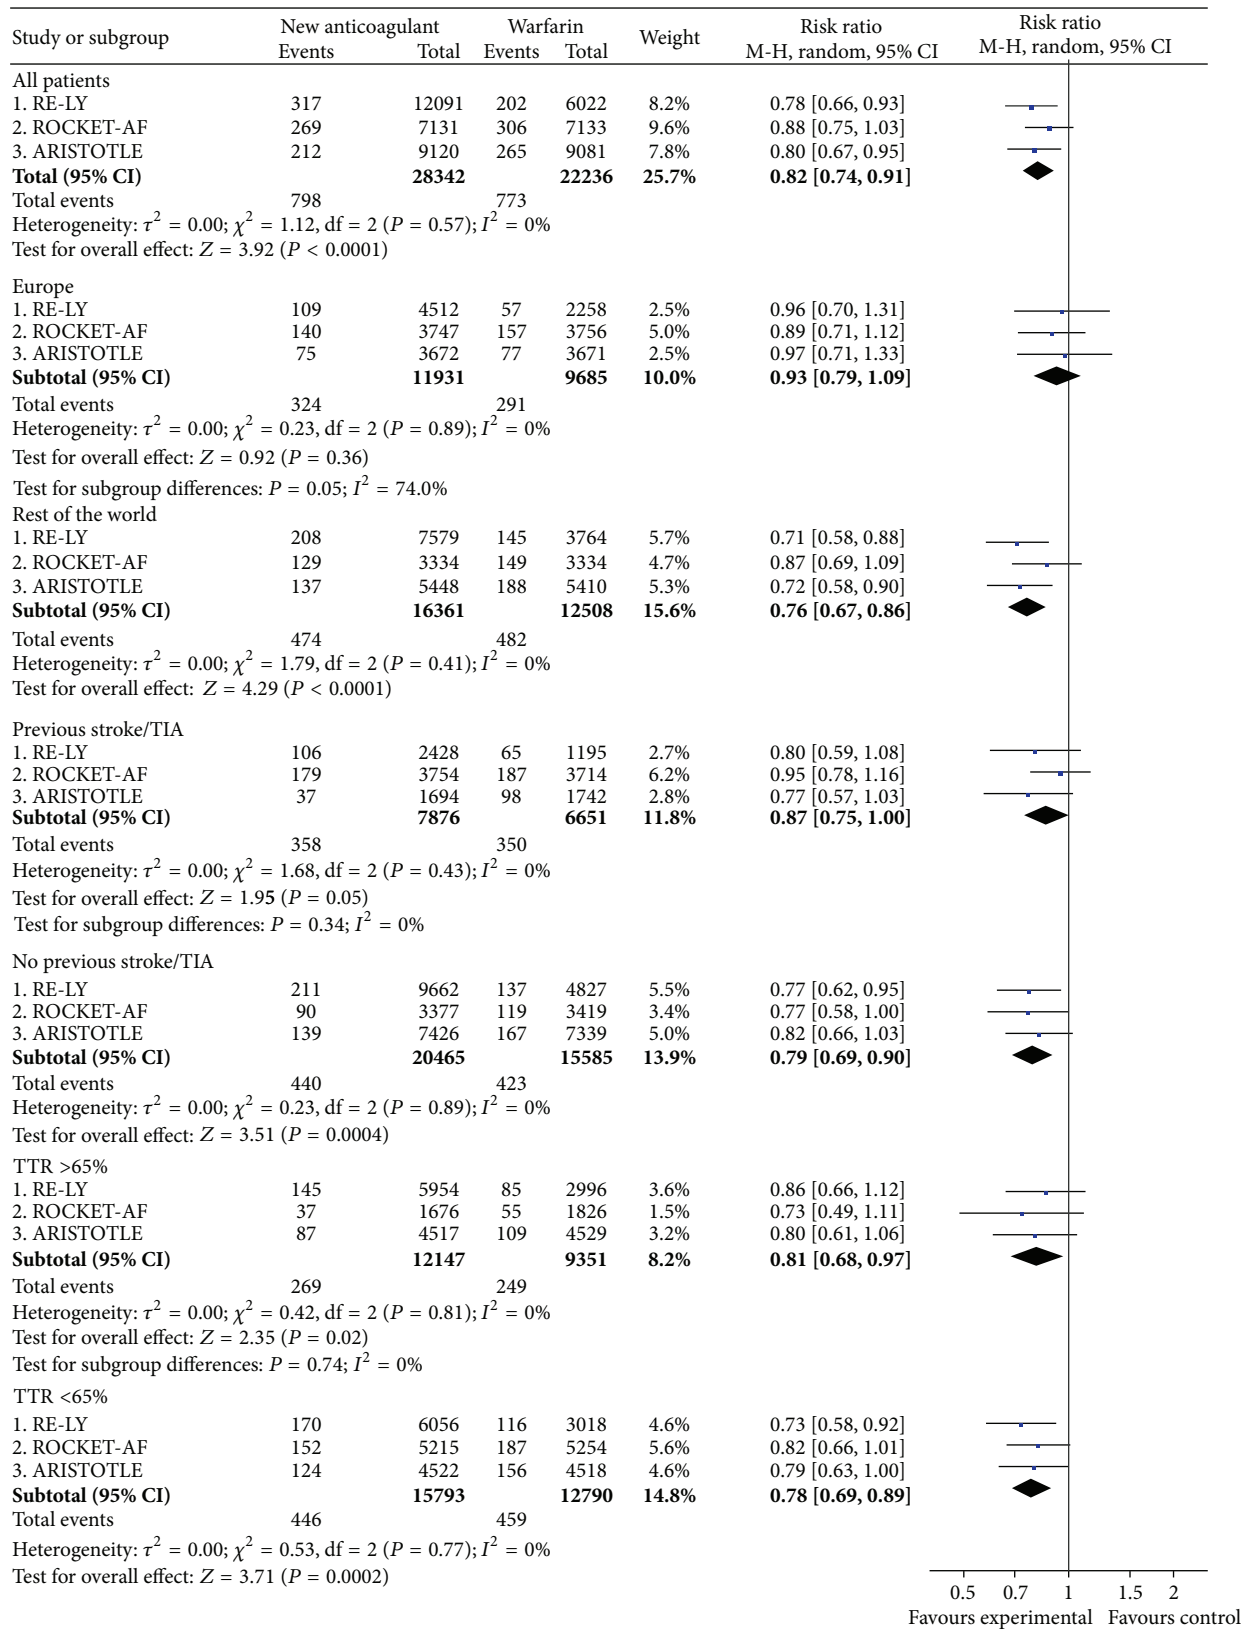 Study or subgroup New anticoagulant Warfarin Weight Risk ratio Risk ratio
Events Total Events Total M-H, random, 95% CI M-H, random, 95% CI
All patients
1. RE-LY 317 12091 202 6022 8.2% 0.78 [0.66, 0.93]
2. ROCKET-AF 269 7131 306 7133 9.6% 0.88 [0.75, 1.03]
3. ARISTOTLE 212 9120 265 9081 7.8% 0.80 [0.67, 0.95]
Total (95% CI) 28342 22236 25.7% 0.82 [0.74, 0.91]
Total events 798 773
Heterogeneity: τ² = 0.00; χ² = 1.12, df = 2 (P = 0.57); I² = 0%
Test for overall effect: Z = 3.92 (P < 0.0001)
Europe
1. RE-LY 109 4512 57 2258 2.5% 0.96 [0.70, 1.31]
2. ROCKET-AF 140 3747 157 3756 5.0% 0.89 [0.71, 1.12]
3. ARISTOTLE 75 3672 77 3671 2.5% 0.97 [0.71, 1.33]
Subtotal (95% CI) 11931 9685 10.0% 0.93 [0.79, 1.09]
Total events 324 291
Heterogeneity: τ² = 0.00; χ² = 0.23, df = 2 (P = 0.89); I² = 0%
Test for overall effect: Z = 0.92 (P = 0.36)
Test for subgroup differences: P = 0.05; I² = 74.0%
Rest of the world
1. RE-LY 208 7579 145 3764 5.7% 0.71 [0.58, 0.88]
2. ROCKET-AF 129 3334 149 3334 4.7% 0.87 [0.69, 1.09]
3. ARISTOTLE 137 5448 188 5410 5.3% 0.72 [0.58, 0.90]
Subtotal (95% CI) 16361 12508 15.6% 0.76 [0.67, 0.86]
Total events 474 482
Heterogeneity: τ² = 0.00; χ² = 1.79, df = 2 (P = 0.41); I² = 0%
Test for overall effect: Z = 4.29 (P < 0.0001)
Previous stroke/TIA
1. RE-LY 106 2428 65 1195 2.7% 0.80 [0.59, 1.08]
2. ROCKET-AF 179 3754 187 3714 6.2% 0.95 [0.78, 1.16]
3. ARISTOTLE 37 1694 98 1742 2.8% 0.77 [0.57, 1.03]
Subtotal (95% CI) 7876 6651 11.8% 0.87 [0.75, 1.00]
Total events 358 350
Heterogeneity: τ² = 0.00; χ² = 1.68, df = 2 (P = 0.43); I² = 0%
Test for overall effect: Z = 1.95 (P = 0.05)
Test for subgroup differences: P = 0.34; I² = 0%
No previous stroke/TIA
1. RE-LY 211 9662 137 4827 5.5% 0.77 [0.62, 0.95]
2. ROCKET-AF 90 3377 119 3419 3.4% 0.77 [0.58, 1.00]
3. ARISTOTLE 139 7426 167 7339 5.0% 0.82 [0.66, 1.03]
Subtotal (95% CI) 20465 15585 13.9% 0.79 [0.69, 0.90]
Total events 440 423
Heterogeneity: τ² = 0.00; χ² = 0.23, df = 2 (P = 0.89); I² = 0%
Test for overall effect: Z = 3.51 (P = 0.0004)
TTR >65%
1. RE-LY 145 5954 85 2996 3.6% 0.86 [0.66, 1.12]
2. ROCKET-AF 37 1676 55 1826 1.5% 0.73 [0.49, 1.11]
3. ARISTOTLE 87 4517 109 4529 3.2% 0.80 [0.61, 1.06]
Subtotal (95% CI) 12147 9351 8.2% 0.81 [0.68, 0.97]
Total events 269 249
Heterogeneity: τ² = 0.00; χ² = 0.42, df = 2 (P = 0.81); I² = 0%
Test for overall effect: Z = 2.35 (P = 0.02)
Test for subgroup differences: P = 0.74; I² = 0%
TTR <65%
1. RE-LY 170 6056 116 3018 4.6% 0.73 [0.58, 0.92]
2. ROCKET-AF 152 5215 187 5254 5.6% 0.82 [0.66, 1.01]
3. ARISTOTLE 124 4522 156 4518 4.6% 0.79 [0.63, 1.00]
Subtotal (95% CI) 15793 12790 14.8% 0.78 [0.69, 0.89]
Total events 446 459
Heterogeneity: τ² = 0.00; χ² = 0.53, df = 2 (P = 0.77); I² = 0%
Test for overall effect: Z = 3.71 (P = 0.0002)
0.5 0.7 1 1.5 2
Favours experimental Favours control